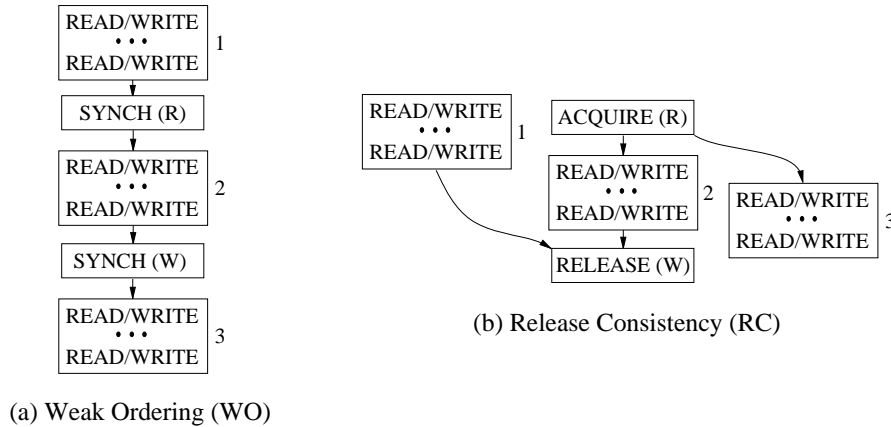 READ/WRITE
• • •
READ/WRITE
1
SYNCH (R)
READ/WRITE
• • •
READ/WRITE
2
SYNCH (W)
READ/WRITE
• • •
READ/WRITE
3
(a) Weak Ordering (WO)
READ/WRITE
• • •
READ/WRITE
1
ACQUIRE (R)
READ/WRITE
• • •
READ/WRITE
2
RELEASE (W)
READ/WRITE
• • •
READ/WRITE
3
(b) Release Consistency (RC)